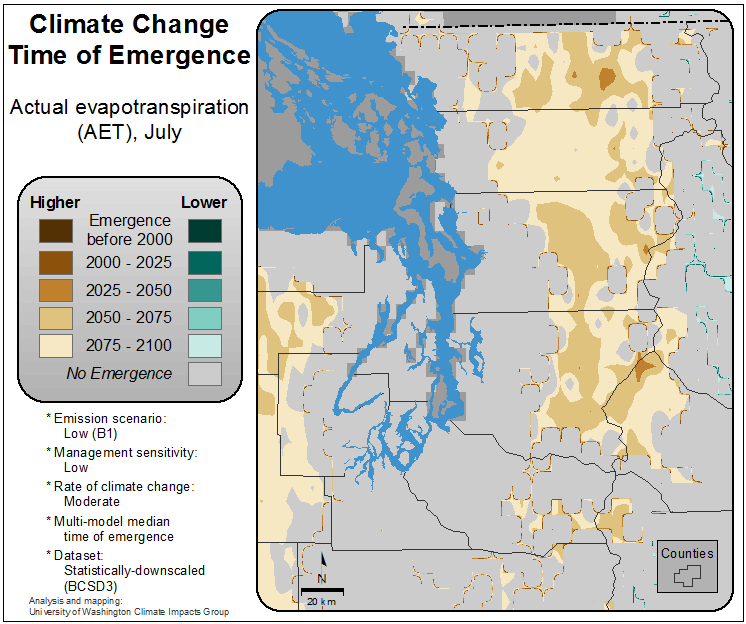 Climate Change
Time of Emergence
Actual evapotranspiration
(AET), July
Higher Lower
Emergence
before 2000
2000 - 2025
2025 - 2050
2050 - 2075
2075 - 2100
No Emergence
* Emission scenario:
Low (B1)
* Management sensitivity:
Low
* Rate of climate change:
Moderate
* Multi-model median
time of emergence
* Dataset:
Statistically-downscaled
(BCSD3)
Analysis and mapping:
University of Washington Climate Impacts Group
N
20 km
Counties